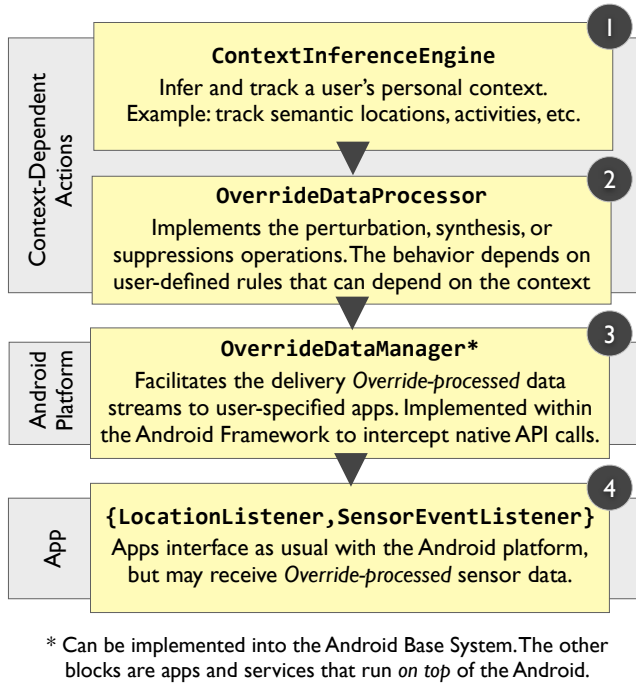 1
ContextInferenceEngine
Infer and track a user's personal context.
Example: track semantic locations, activities, etc.
Context-Dependent
Actions
2
OverrideDataProcessor
Implements the perturbation, synthesis, or
suppressions operations. The behavior depends on
user-defined rules that can depend on the context
3
OverrideDataManager*
Facilitates the delivery Override-processed data
streams to user-specified apps. Implemented within
the Android Framework to intercept native API calls.
Android
Platform
4
{LocationListener,SensorEventListener}
Apps interface as usual with the Android platform,
but may receive Override-processed sensor data.
App
* Can be implemented into the Android Base System. The other
blocks are apps and services that run on top of the Android.